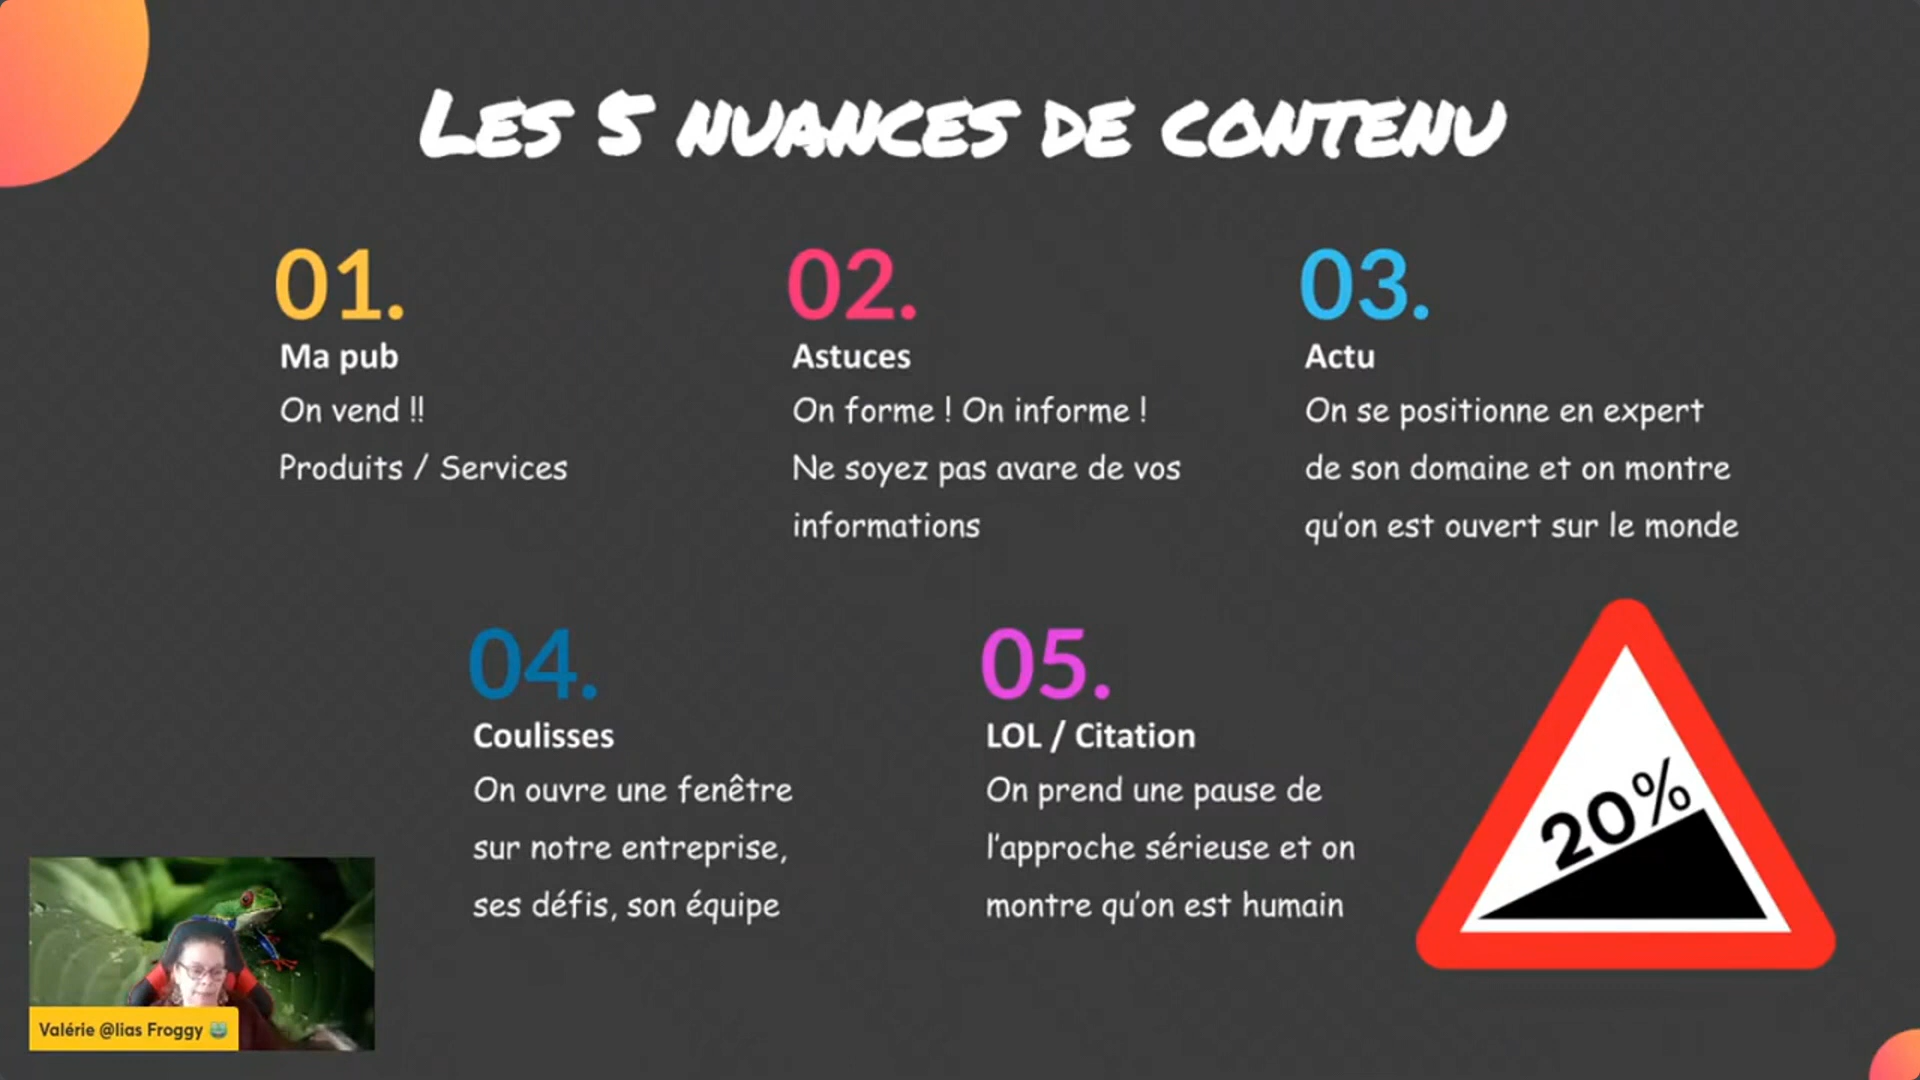 Les 5 nuances de contenu
01.
Ma pub
On vend !!
Produits / Services
02.
Astuces
On forme ! On informe !
Ne soyez pas avare de vos
informations
03.
Actu
On se positionne en expert
de son domaine et on montre
qu'on est ouvert sur le monde
04.
Coulisses
On ouvre une fenêtre
sur notre entreprise,
ses défis, son équipe
05.
LOL / Citation
On prend une pause de
l'approche sérieuse et on
montre qu'on est humain
20%
Valérie @lias Froggy 🐸